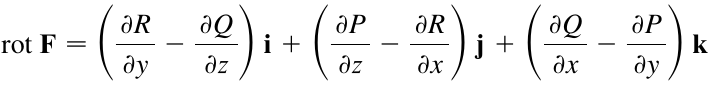 rot F = (∂R/∂y − ∂Q/∂z) i + (∂P/∂z − ∂R/∂x) j + (∂Q/∂x − ∂P/∂y) k